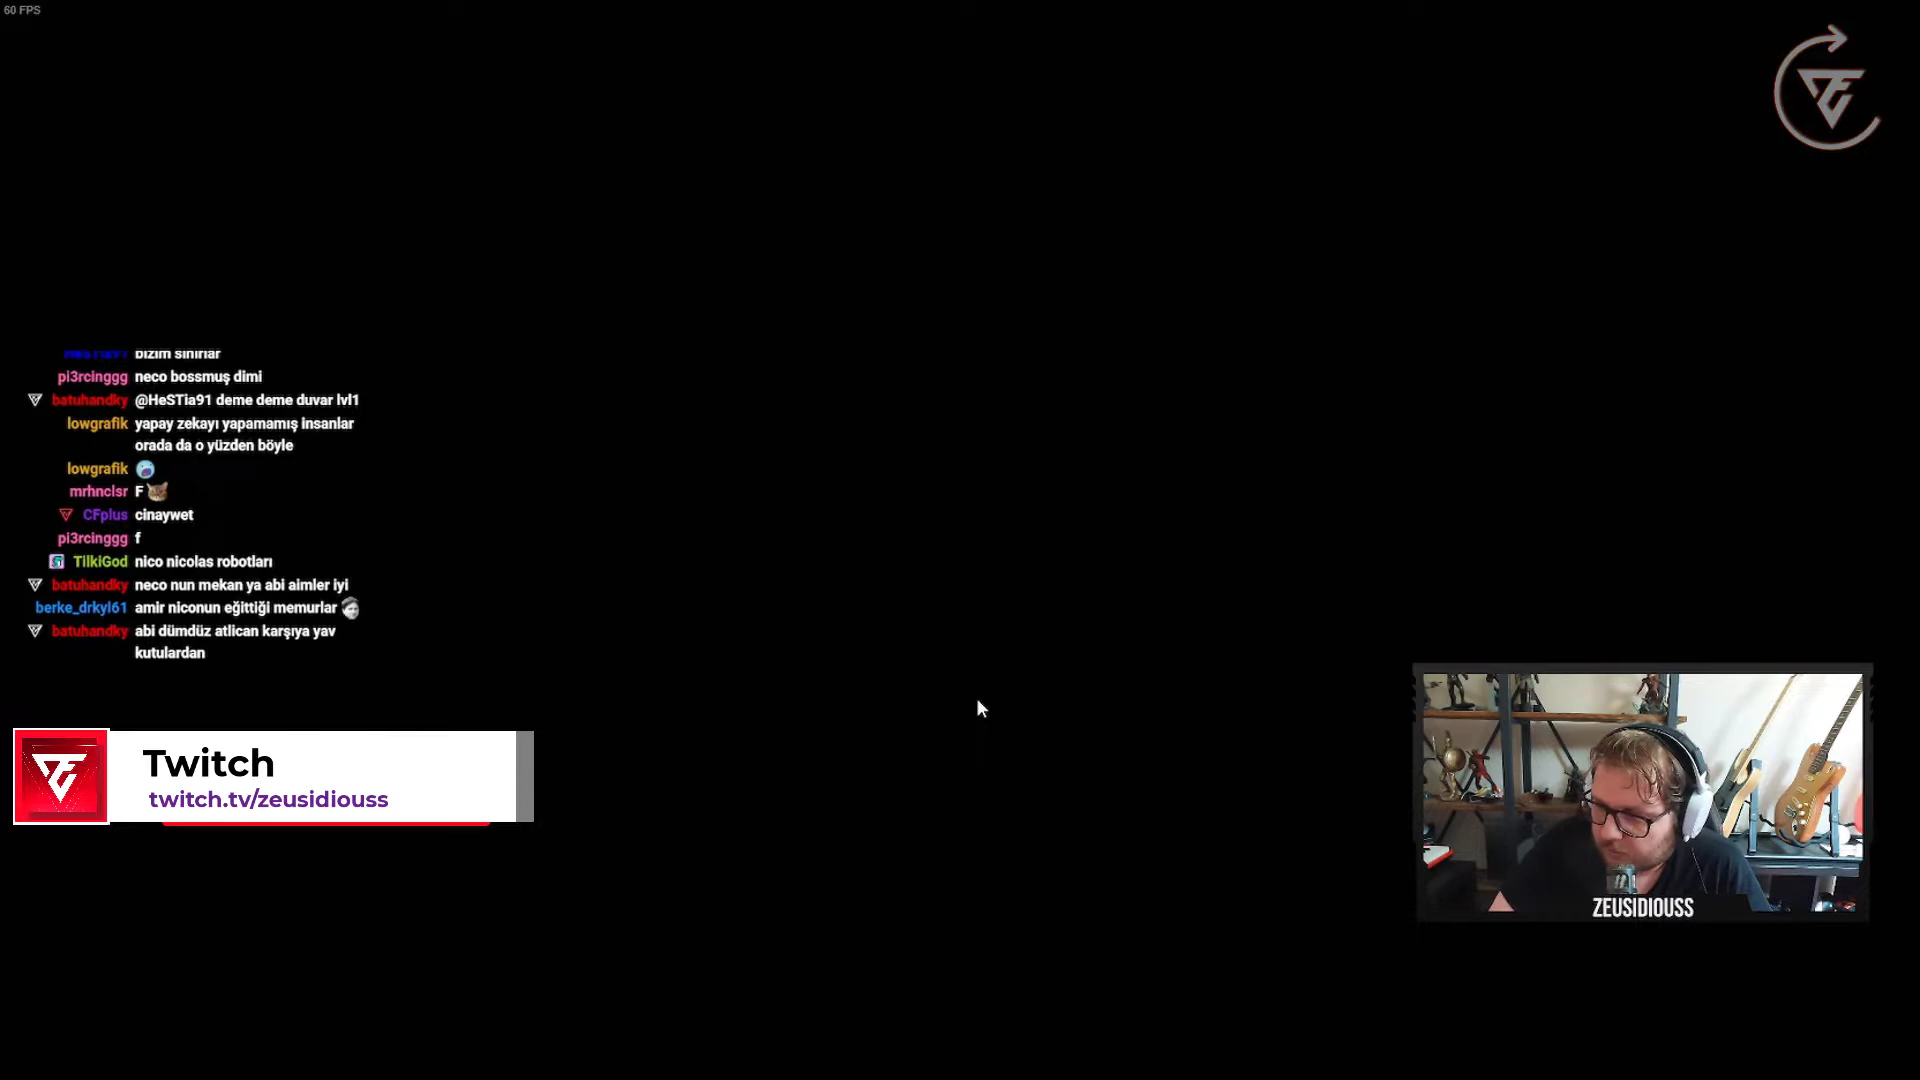 60 FPS
bizim sınırlar
pi3rcinggg neco bossmuş dimi
batuhandky @HeSTia91 deme deme duvar lvl1
lowgrafik yapay zekayı yapamamış insanlar
orada da o yüzden böyle
lowgrafik
mrhnclsr F
CFplus cinaywet
pi3rcinggg f
TilkiGod nico nicolas robotları
batuhandky neco nun mekan ya abi aimler iyi
berke_drkyl61 amir niconun eğittiği memurlar
batuhandky abi dümdüz atlican karşıya yav
kutulardan
Twitch
twitch.tv/zeusidiouss
ZEUSIDIOUSS